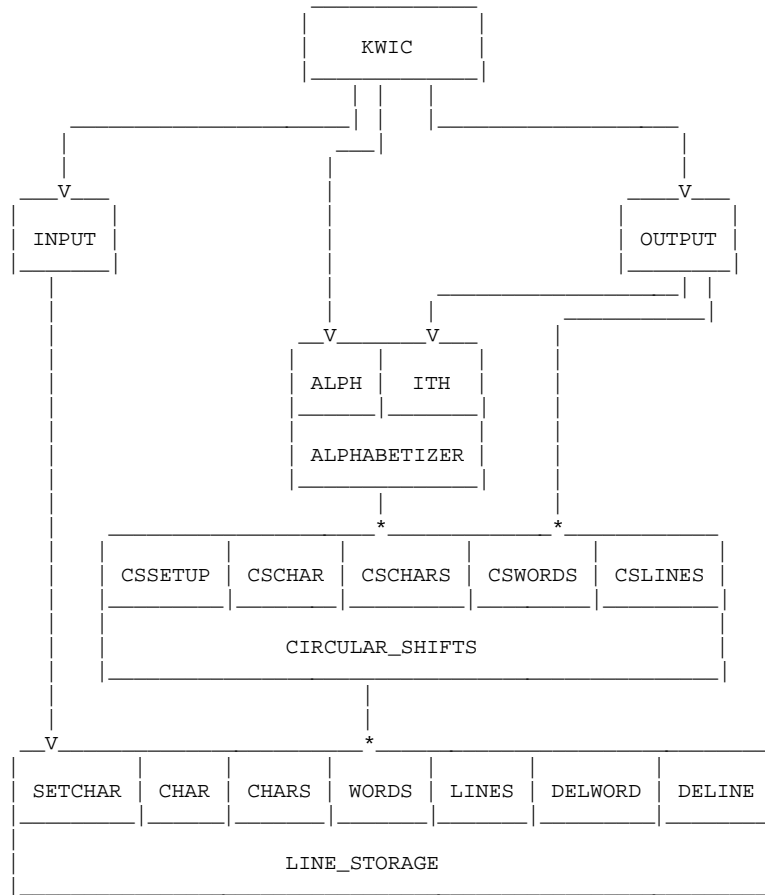 KWIC
INPUT
OUTPUT
ALPH ITH
ALPHABETIZER
CSSETUP CSCHAR CSCHARS CSWORDS CSLINES
CIRCULAR_SHIFTS
SETCHAR CHAR CHARS WORDS LINES DELWORD DELINE
LINE_STORAGE